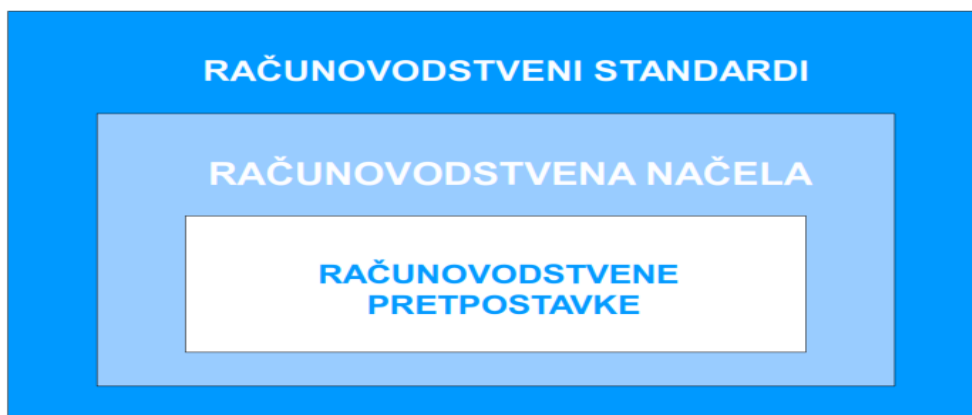 RAČUNOVODSTVENI STANDARDI
RAČUNOVODSTVENA NAČELA
RAČUNOVODSTVENE
PRETPOSTAVKE